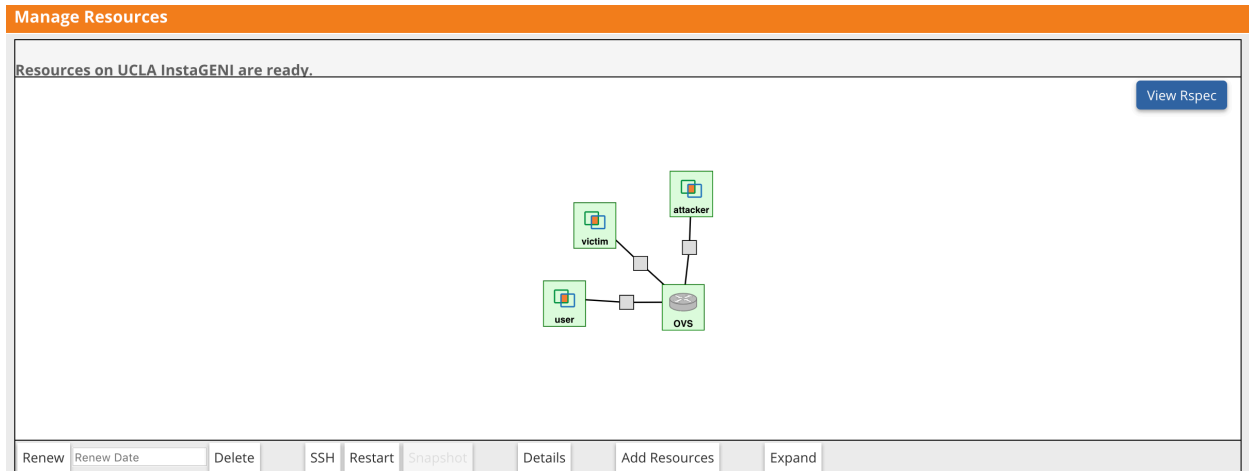 Manage Resources
Resources on UCLA InstaGENI are ready.
View Rspec
attacker
victim
user
OVS
Renew Renew Date Delete SSH Restart Snapshot Details Add Resources Expand